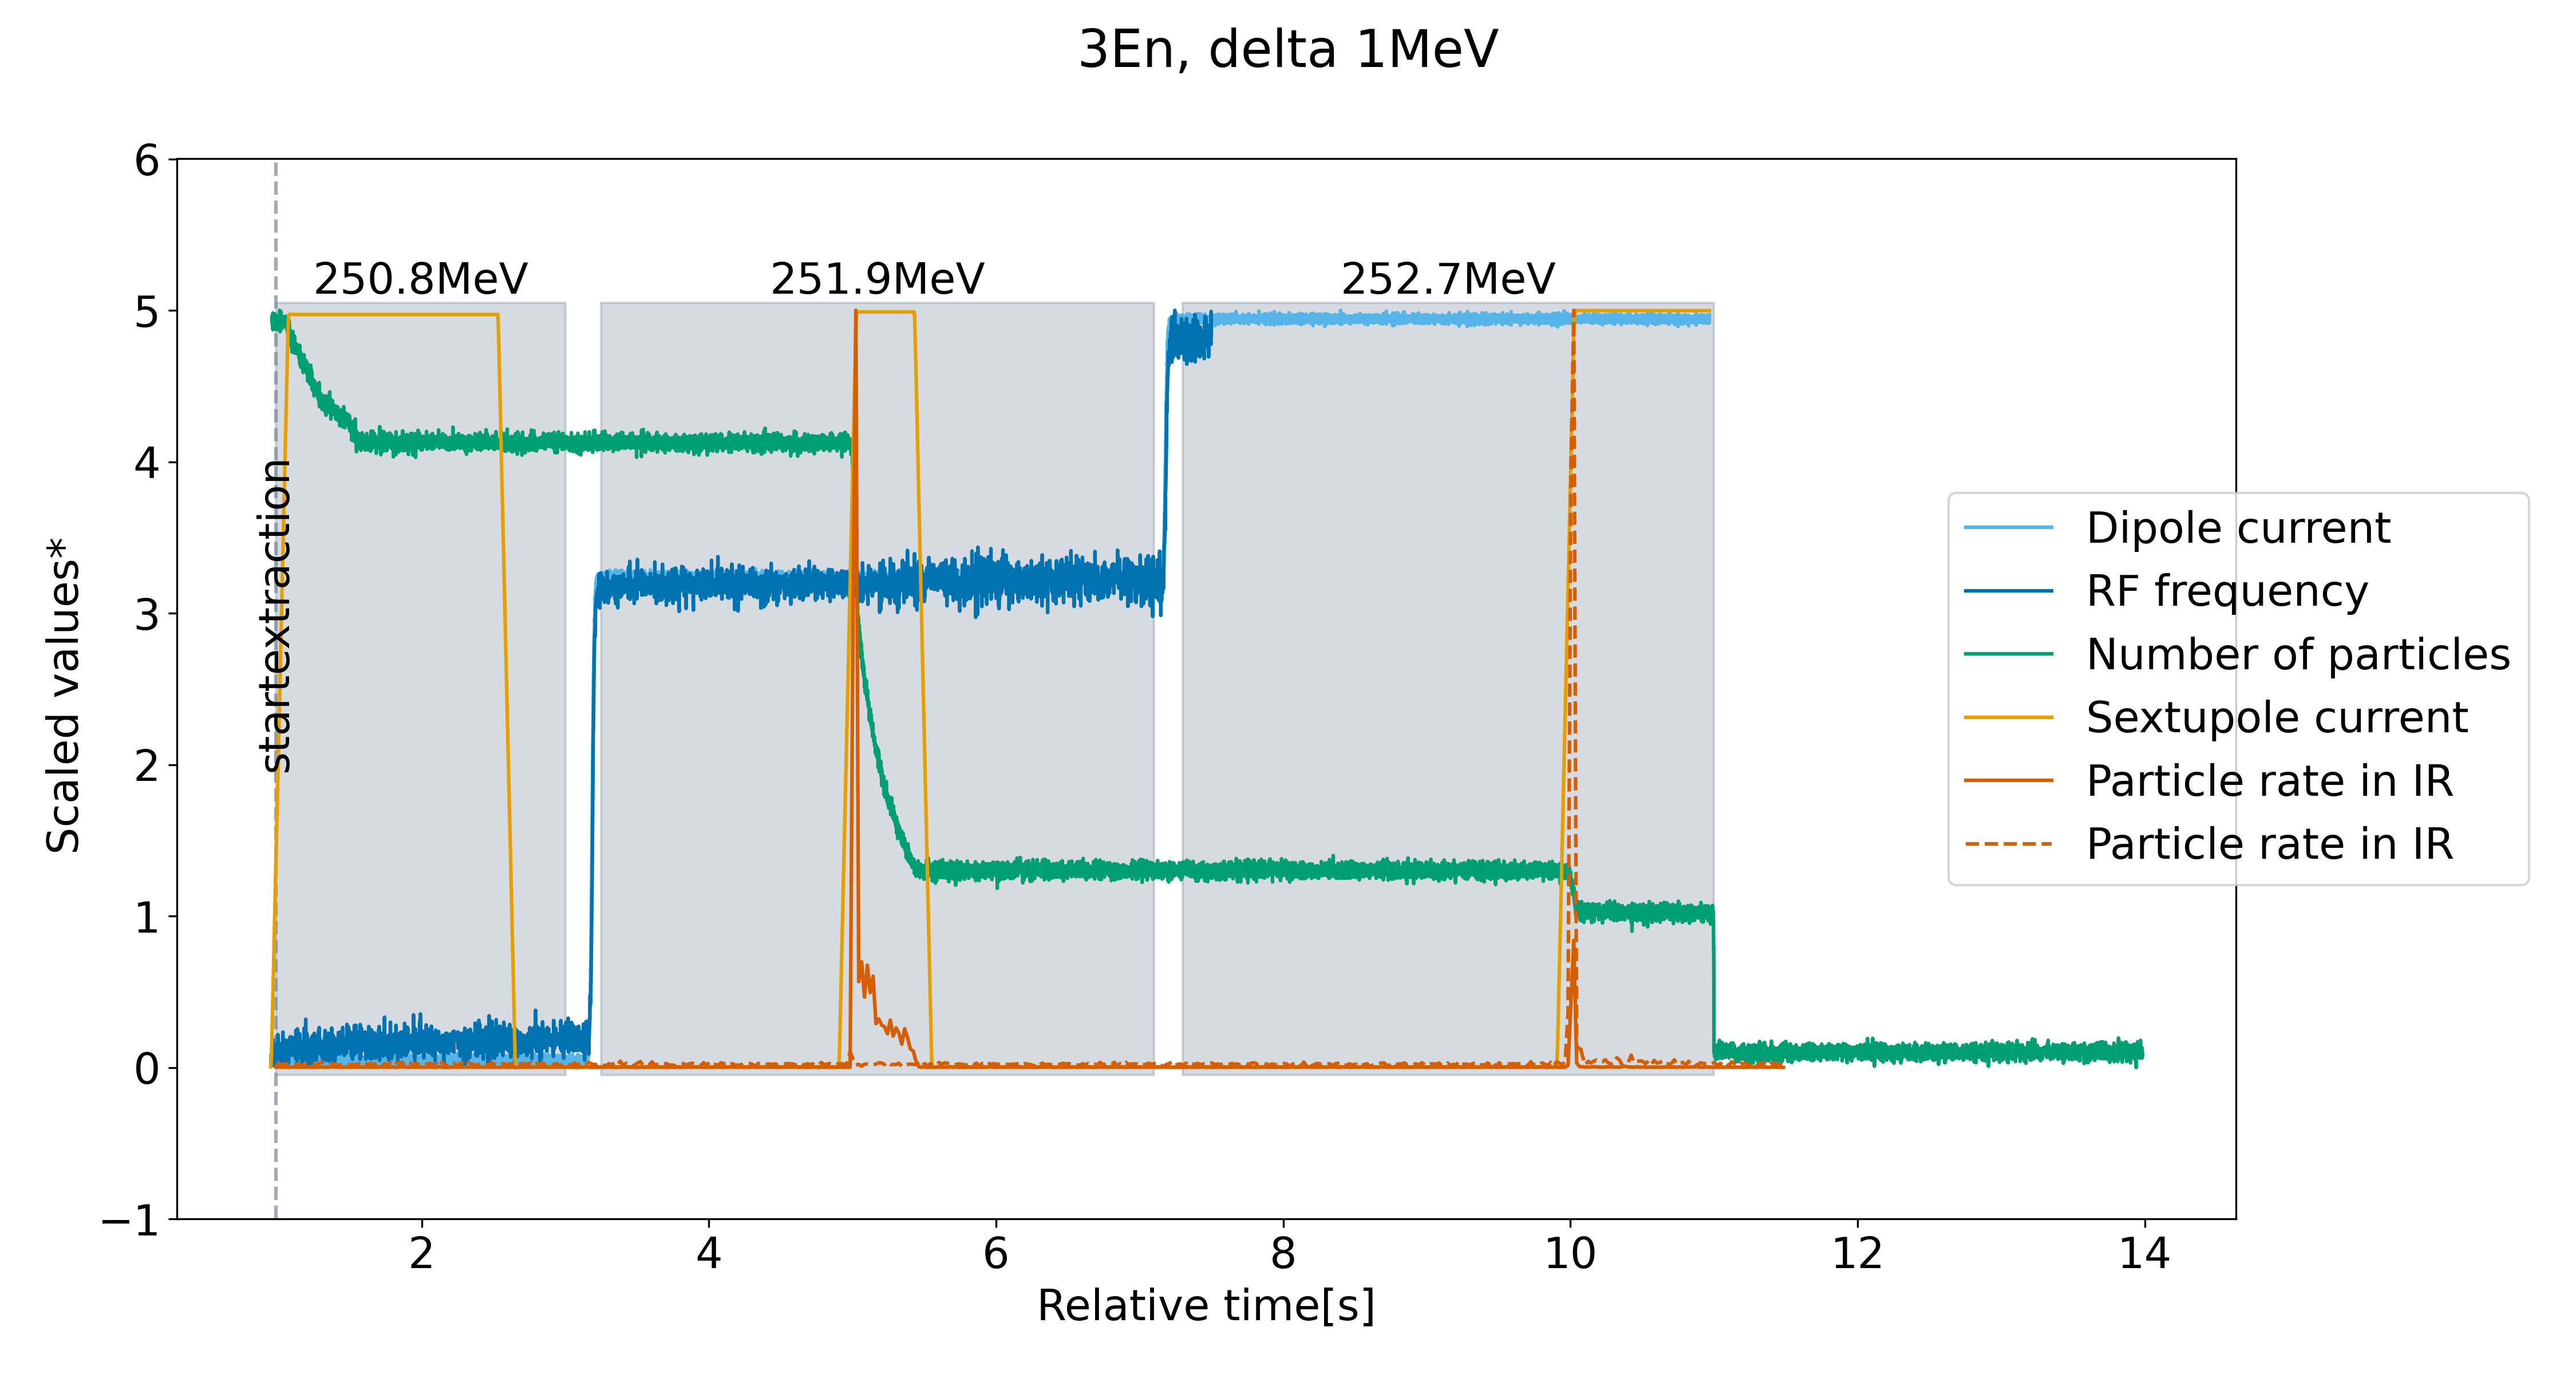 3En, delta 1MeV
6
5
4
3
2
1
0
−1
Scaled values*
250.8MeV
251.9MeV
252.7MeV
startextraction
Dipole current
RF frequency
Number of particles
Sextupole current
Particle rate in IR
Particle rate in IR
2
4
6
8
10
12
14
Relative time[s]